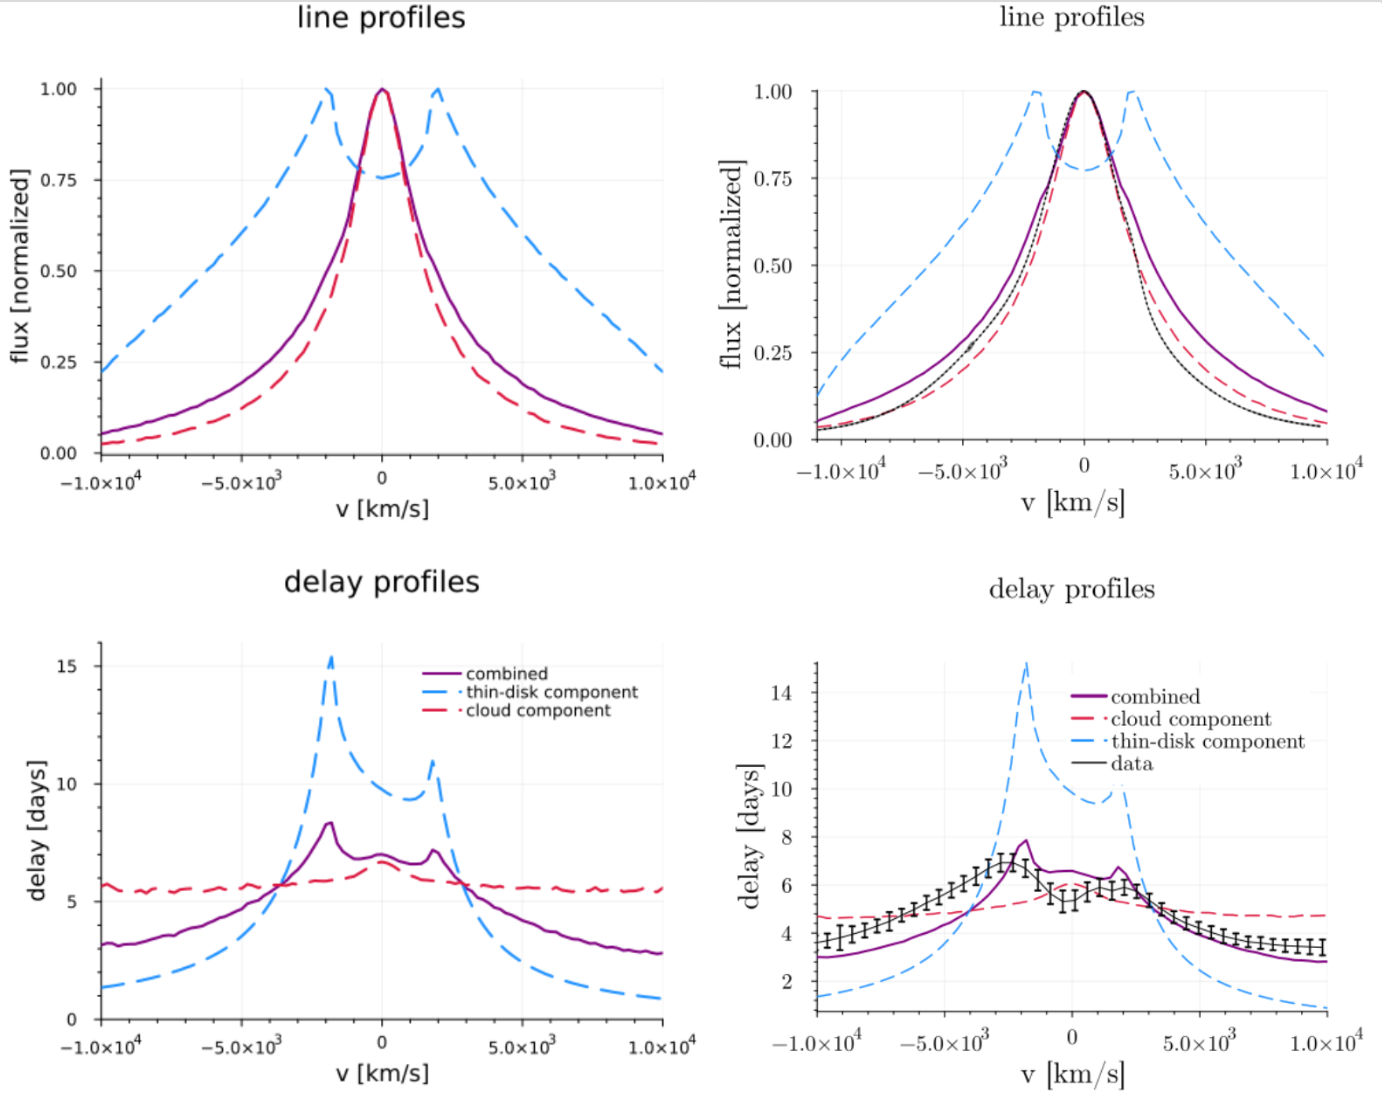 line profiles
1.00
0.75
0.50
0.25
0.00
flux [normalized]
−1.0×10⁴
−5.0×10³
0
5.0×10³
1.0×10⁴
v [km/s]
line profiles
1.00
0.75
0.50
0.25
0.00
flux [normalized]
−1.0×10⁴
−5.0×10³
0
5.0×10³
1.0×10⁴
v [km/s]
delay profiles
15
10
5
0
delay [days]
combined
thin-disk component
cloud component
−1.0×10⁴
−5.0×10³
0
5.0×10³
1.0×10⁴
v [km/s]
delay profiles
14
12
10
8
6
4
2
delay [days]
combined
cloud component
thin-disk component
data
−1.0×10⁴
−5.0×10³
0
5.0×10³
1.0×10⁴
v [km/s]